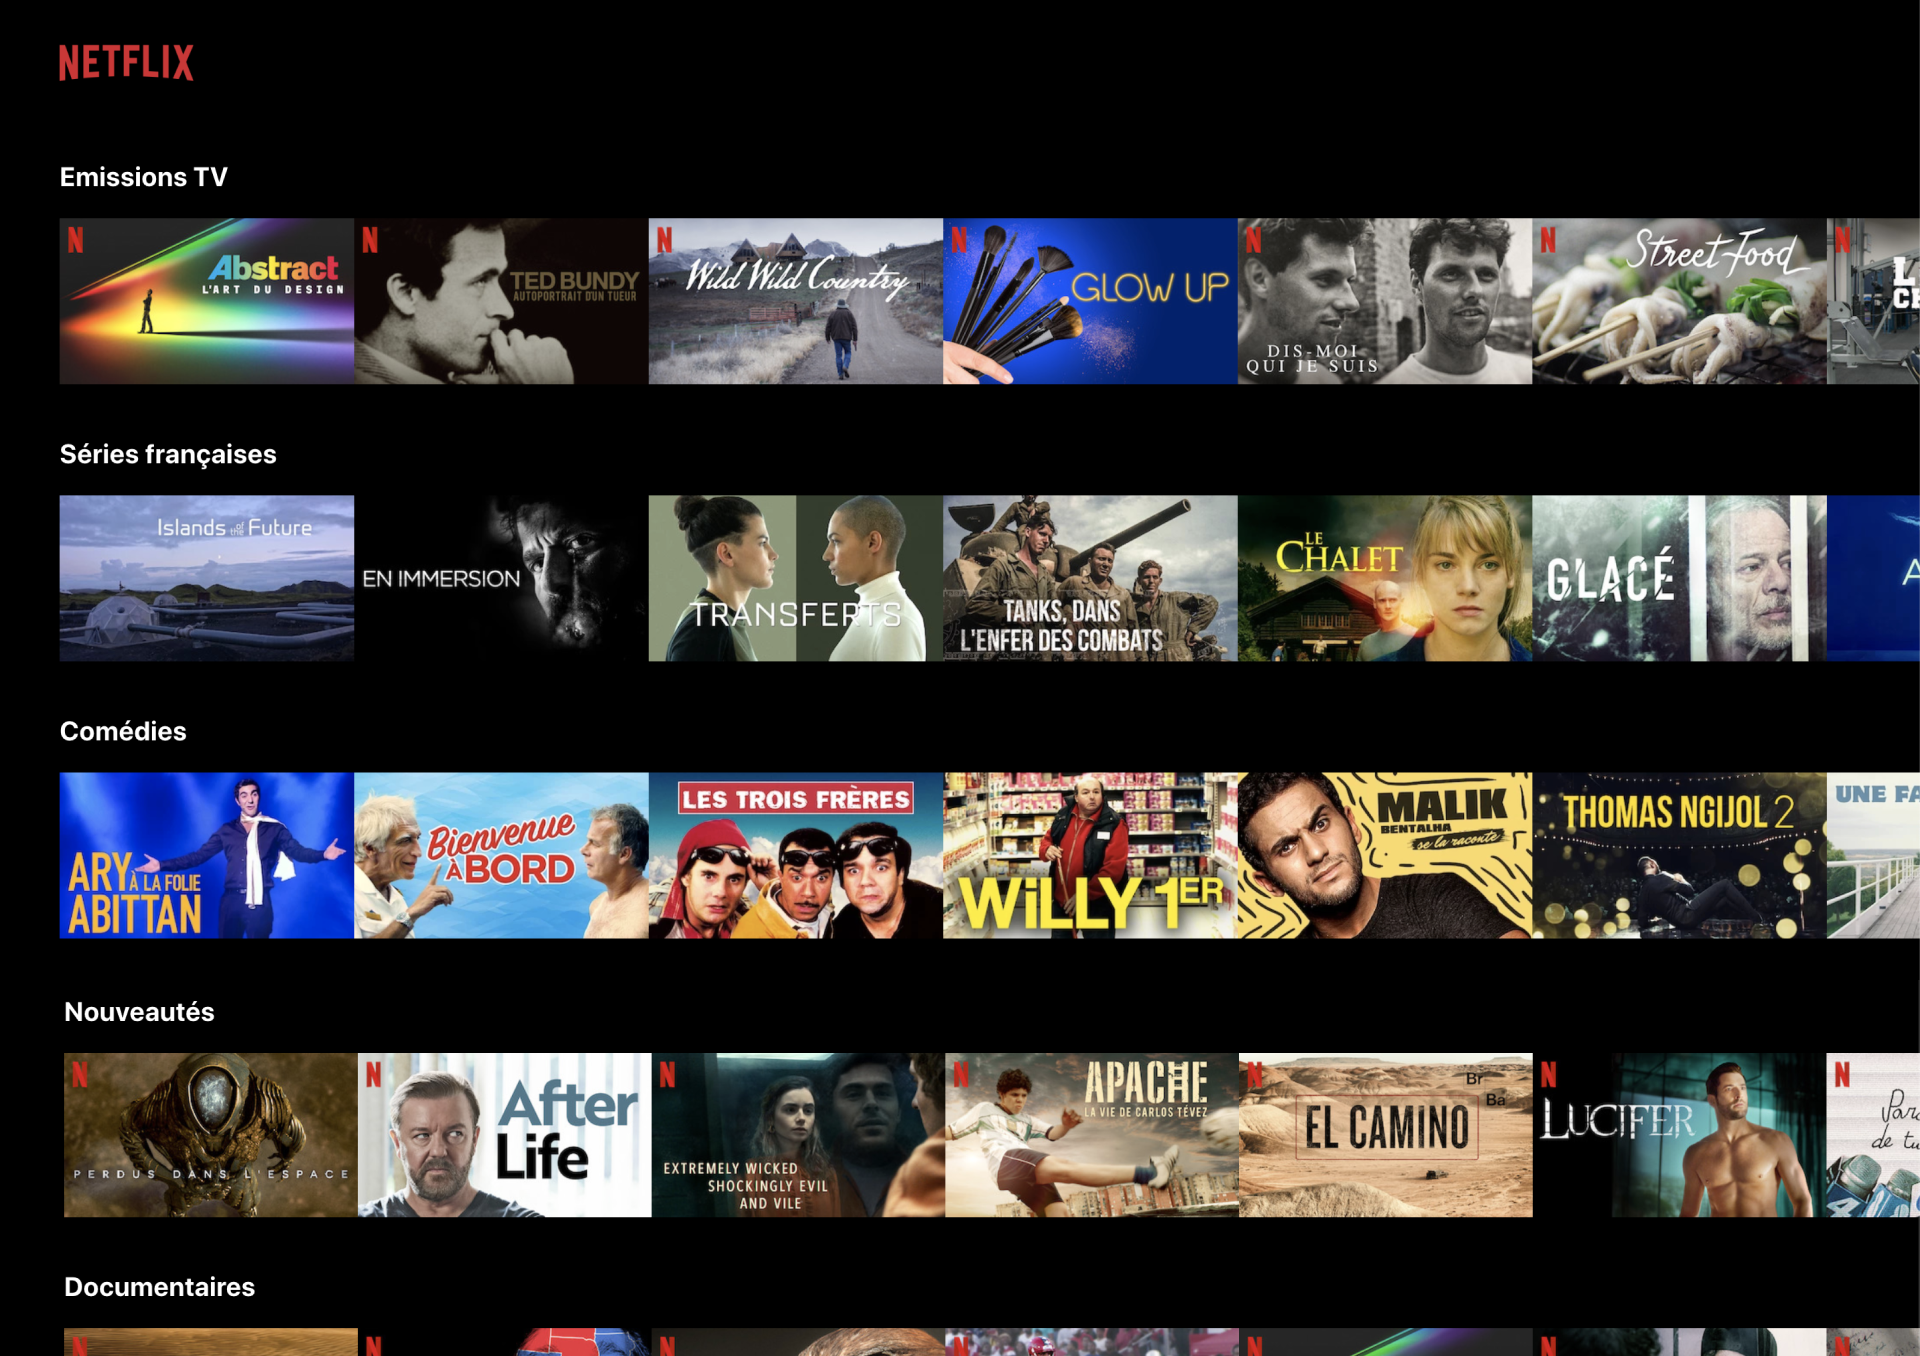 NETFLIX
Emissions TV
Abstract
L'ART DU DESIGN
TED BUNDY
AUTOPORTRAIT D'UN TUEUR
Wild Wild Country
GLOW UP
DIS-MOI
QUI JE SUIS
Street Food
Séries françaises
Islands of the Future
EN IMMERSION
TRANSFERTS
TANKS, DANS
L'ENFER DES COMBATS
LE
CHALET
GLACÉ
Comédies
ARY
À LA FOLIE
ABITTAN
Bienvenue
À BORD
LES TROIS FRÈRES
WiLLY 1ER
MALIK
BENTALHA
se la raconte
THOMAS NGIJOL 2
UNE FA
Nouveautés
PERDUS DANS L'ESPACE
After
Life
EXTREMELY WICKED
SHOCKINGLY EVIL
AND VILE
APACHE
LA VIE DE CARLOS TÉVEZ
Br
Ba
EL CAMINO
LUCIFER
de tu
Documentaires